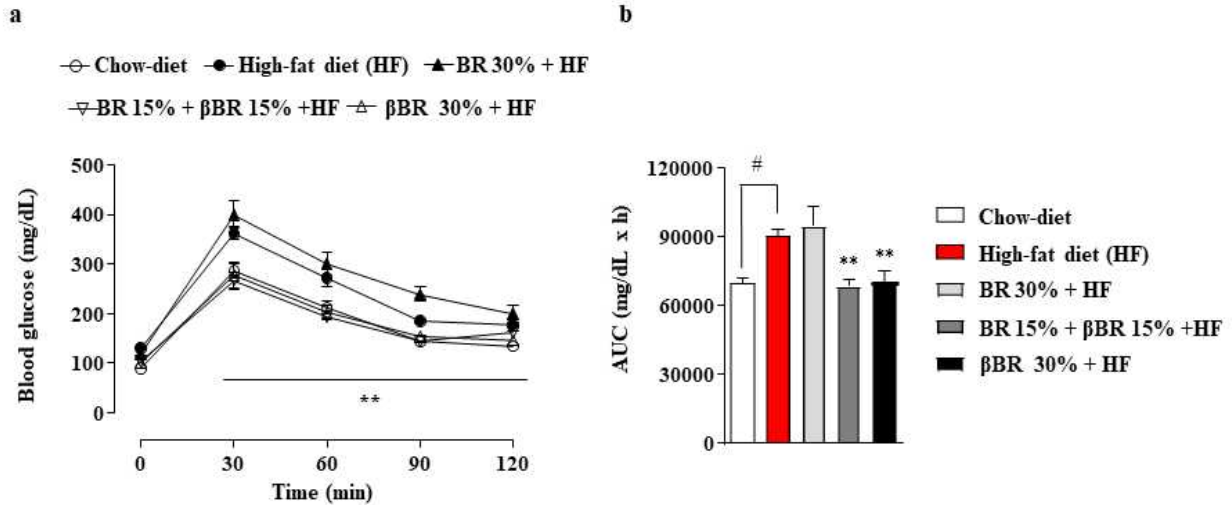 a
Chow-diet High-fat diet (HF) BR 30% + HF
BR 15% + βBR 15% +HF βBR 30% + HF
Blood glucose (mg/dL)
500
400
300
200
100
0
**
0 30 60 90 120
Time (min)
b
AUC (mg/dL x h)
120000
90000
60000
30000
0
#
** **
Chow-diet
High-fat diet (HF)
BR 30% + HF
BR 15% + βBR 15% +HF
βBR 30% + HF